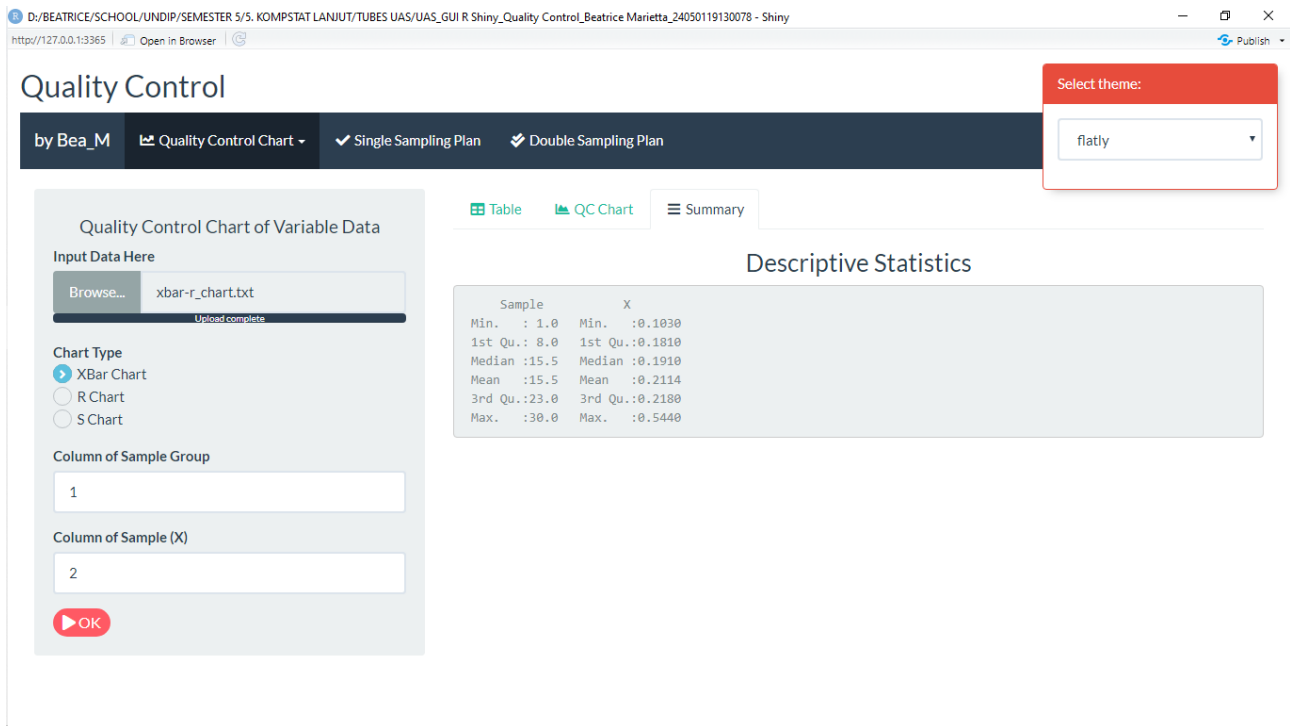 D:/BEATRICE/SCHOOL/UNDIP/SEMESTER 5/5. KOMPSTAT LANJUT/TUBES UAS/UAS_GUI R Shiny_Quality Control_Beatrice Marietta_24050119130078 - Shiny
http://127.0.0.1:3365 Open in Browser Publish
Quality Control
Select theme:
flatly
by Bea_M Quality Control Chart Single Sampling Plan Double Sampling Plan
Quality Control Chart of Variable Data
Input Data Here
Browse... xbar-r_chart.txt
Upload complete
Chart Type
XBar Chart
R Chart
S Chart
Column of Sample Group
1
Column of Sample (X)
2
OK
Table QC Chart Summary
Descriptive Statistics
Sample X
Min. : 1.0 Min. :0.1030
1st Qu.: 8.0 1st Qu.:0.1810
Median :15.5 Median :0.1910
Mean :15.5 Mean :0.2114
3rd Qu.:23.0 3rd Qu.:0.2180
Max. :30.0 Max. :0.5440